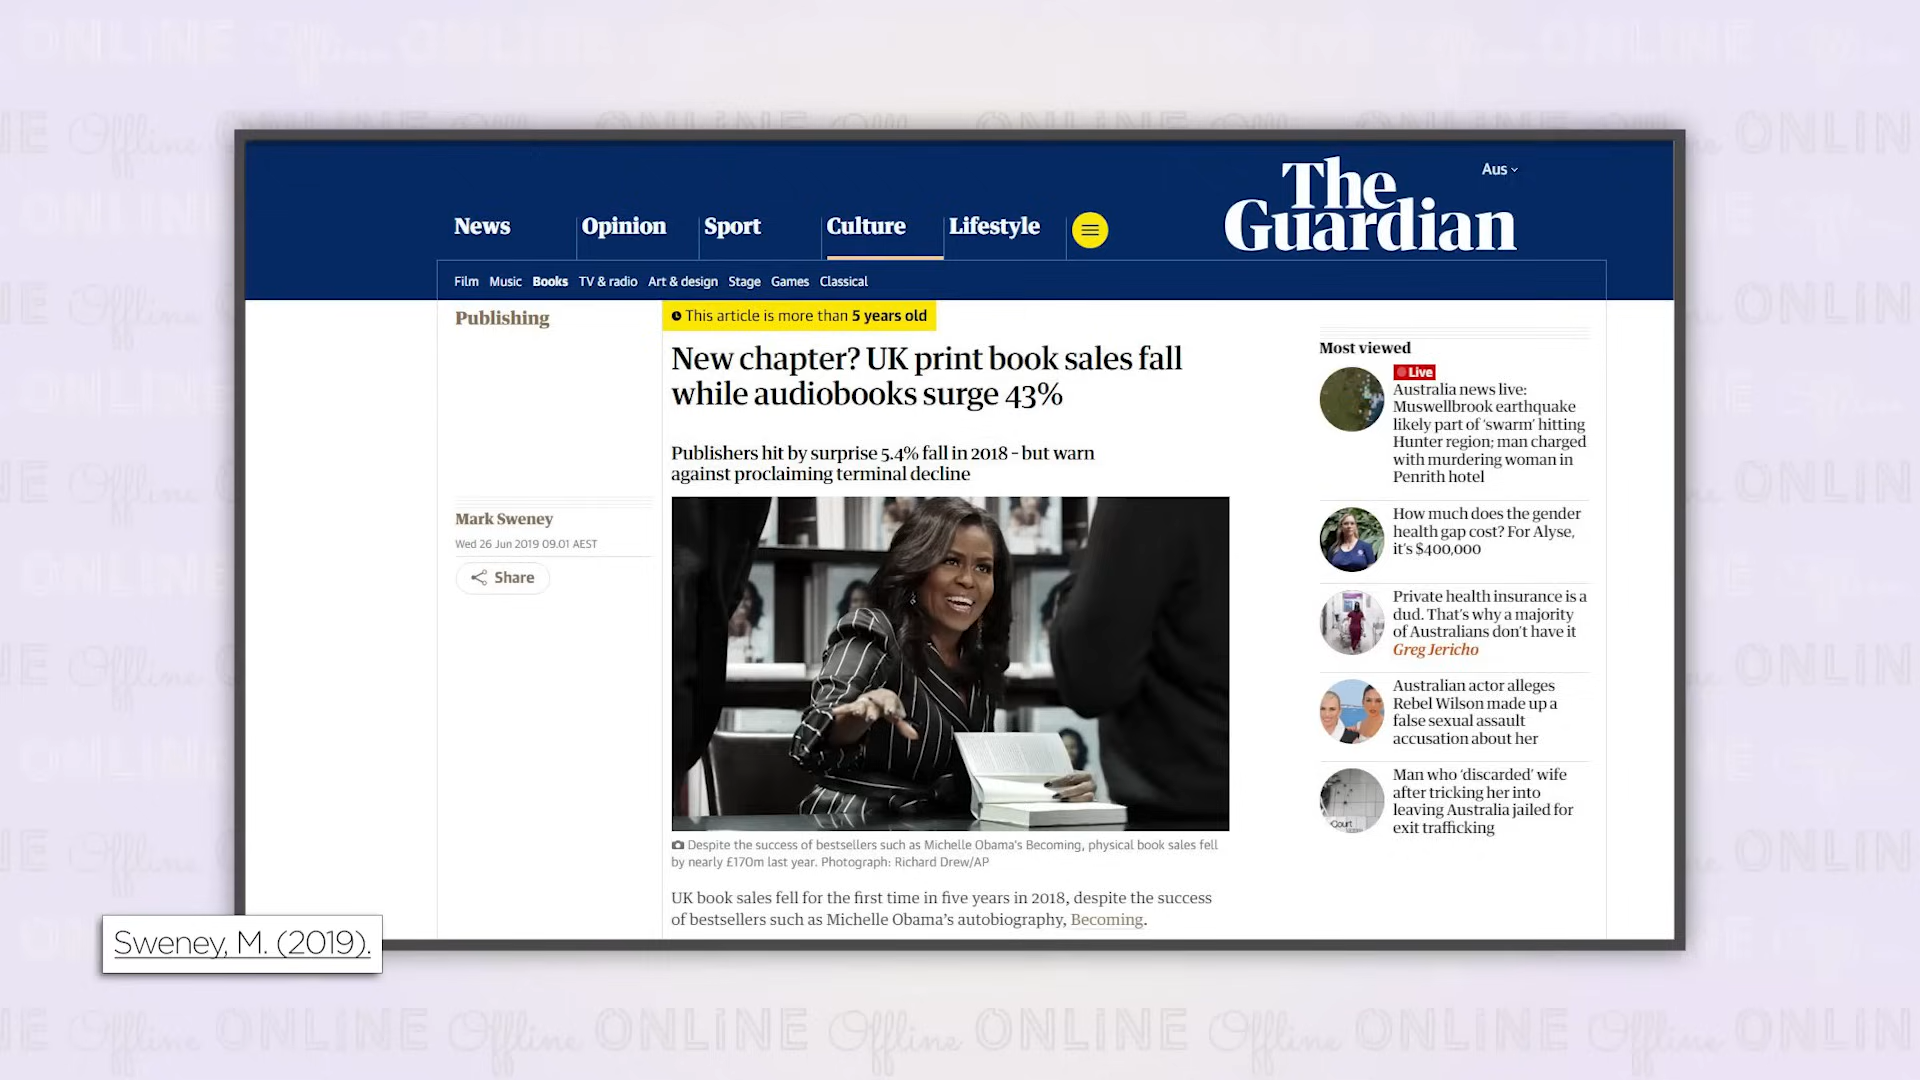 The
Guardian
Aus
News
Opinion
Sport
Culture
Lifestyle
Film Music Books TV & radio Art & design Stage Games Classical
Publishing
This article is more than 5 years old
New chapter? UK print book sales fall
while audiobooks surge 43%
Publishers hit by surprise 5.4% fall in 2018 – but warn
against proclaiming terminal decline
Mark Sweney
Wed 26 Jun 2019 09.01 AEST
Share
Despite the success of bestsellers such as Michelle Obama's Becoming, physical book sales fell
by nearly £170m last year. Photograph: Richard Drew/AP
UK book sales fell for the first time in five years in 2018, despite the success
of bestsellers such as Michelle Obama's autobiography, Becoming.
Most viewed
Live
Australia news live:
Muswellbrook earthquake
likely part of 'swarm' hitting
Hunter region; man charged
with murdering woman in
Penrith hotel
How much does the gender
health gap cost? For Alyse,
it's $400,000
Private health insurance is a
dud. That's why a majority
of Australians don't have it
Greg Jericho
Australian actor alleges
Rebel Wilson made up a
false sexual assault
accusation about her
Man who 'discarded' wife
after tricking her into
leaving Australia jailed for
exit trafficking
Court
Sweney, M. (2019).
ONLINE Offline ONLINE Offline ONLINE Offline ONLINE Offline